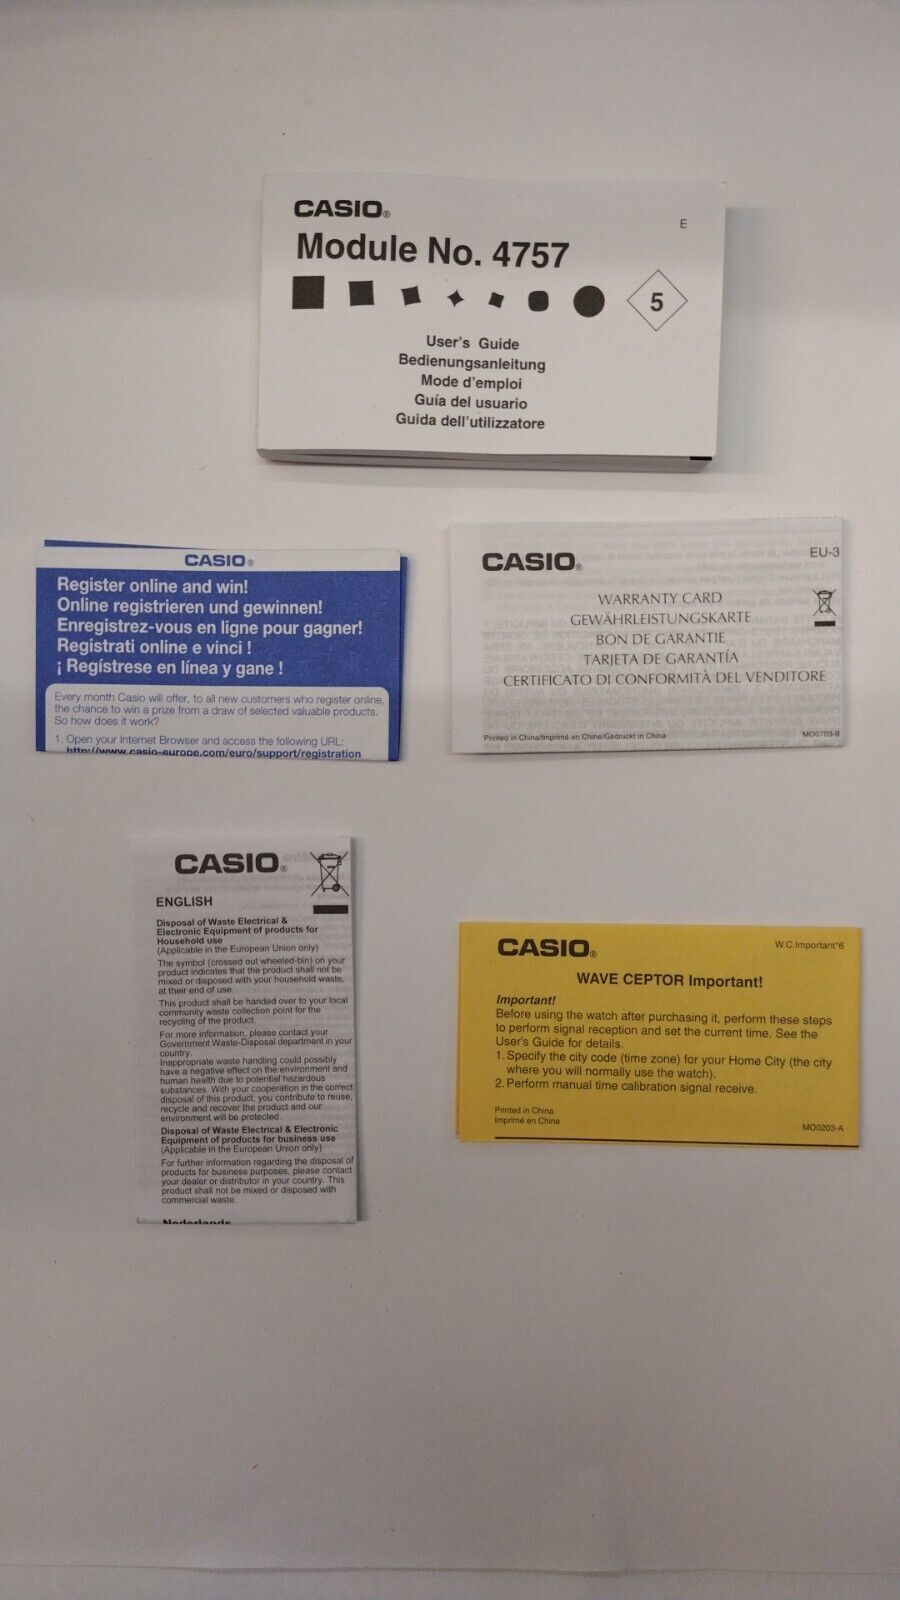 CASIO®
E
Module No. 4757
5
User's Guide
Bedienungsanleitung
Mode d'emploi
Guía del usuario
Guida dell'utilizzatore
CASIO®
Register online and win!
Online registrieren und gewinnen!
Enregistrez-vous en ligne pour gagner!
Registrati online e vinci !
¡ Regístrese en línea y gane !
Every month Casio will offer, to all new customers who register online,
the chance to win a prize from a draw of selected valuable products.
So how does it work?
1. Open your Internet Browser and access the following URL:
http://www.casio-europe.com/euro/support/registration
CASIO®
EU-3
WARRANTY CARD
GEWÄHRLEISTUNGSKARTE
BON DE GARANTIE
TARJETA DE GARANTÍA
CERTIFICATO DI CONFORMITÀ DEL VENDITORE
Printed in China/Imprimé en Chine/Gedruckt in China
MO0703-B
CASIO®
ENGLISH
Disposal of Waste Electrical &
Electronic Equipment of products for
Household use
(Applicable in the European Union only)
The symbol (crossed out wheeled-bin) on your
product indicates that the product shall not be
mixed or disposed with your household waste,
at their end of use.
This product shall be handed over to your local
community waste collection point for the
recycling of the product.
For more information, please contact your
Government Waste-Disposal department in your
country.
Inappropriate waste handling could possibly
have a negative effect on the environment and
human health due to potential hazardous
substances. With your cooperation in the correct
disposal of this product, you contribute to reuse,
recycle and recover the product and our
environment will be protected.
Disposal of Waste Electrical & Electronic
Equipment of products for business use
(Applicable in the European Union only)
For further information regarding the disposal of
products for business purposes, please contact
your dealer or distributor in your country. This
product shall not be mixed or disposed with
commercial waste.
Nederlands
CASIO®
W.C.Important*6
WAVE CEPTOR Important!
Important!
Before using the watch after purchasing it, perform these steps
to perform signal reception and set the current time. See the
User's Guide for details.
1. Specify the city code (time zone) for your Home City (the city
where you will normally use the watch).
2. Perform manual time calibration signal receive.
Printed in China
Imprimé en Chine
MO0203-A